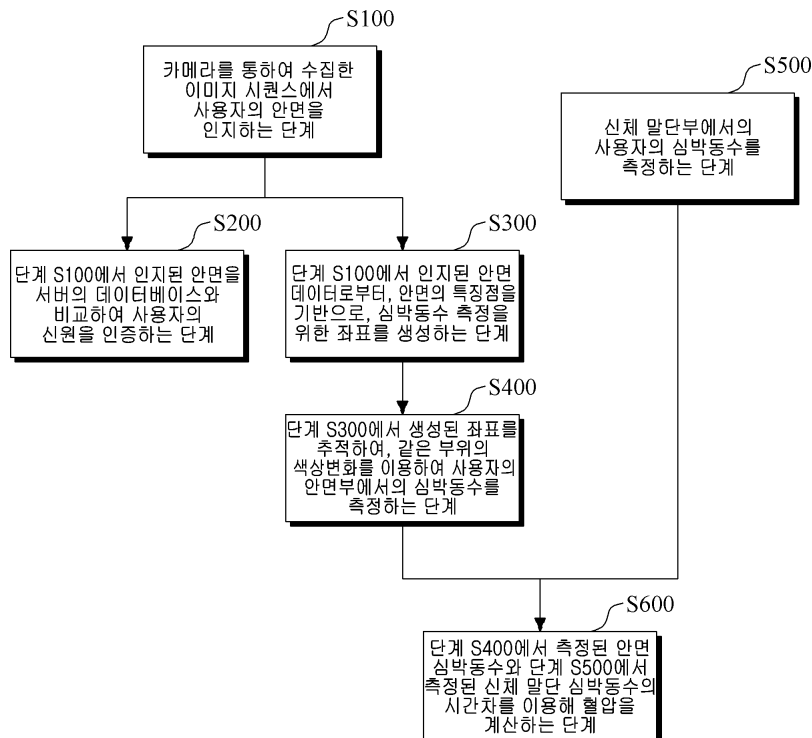 S100
카메라를 통하여 수집한
이미지 시퀀스에서
사용자의 안면을
인지하는 단계
S500
신체 말단부에서의
사용자의 심박동수를
측정하는 단계
S200
단계 S100에서 인지된 안면을
서버의 데이터베이스와
비교하여 사용자의
신원을 인증하는 단계
S300
단계 S100에서 인지된 안면
데이터로부터, 안면의 특징점을
기반으로, 심박동수 측정을
위한 좌표를 생성하는 단계
S400
단계 S300에서 생성된 좌표를
추적하여, 같은 부위의
색상변화를 이용하여 사용자의
안면부에서의 심박동수를
측정하는 단계
S600
단계 S400에서 측정된 안면
심박동수와 단계 S500에서
측정된 신체 말단 심박동수의
시간차를 이용해 혈압을
계산하는 단계